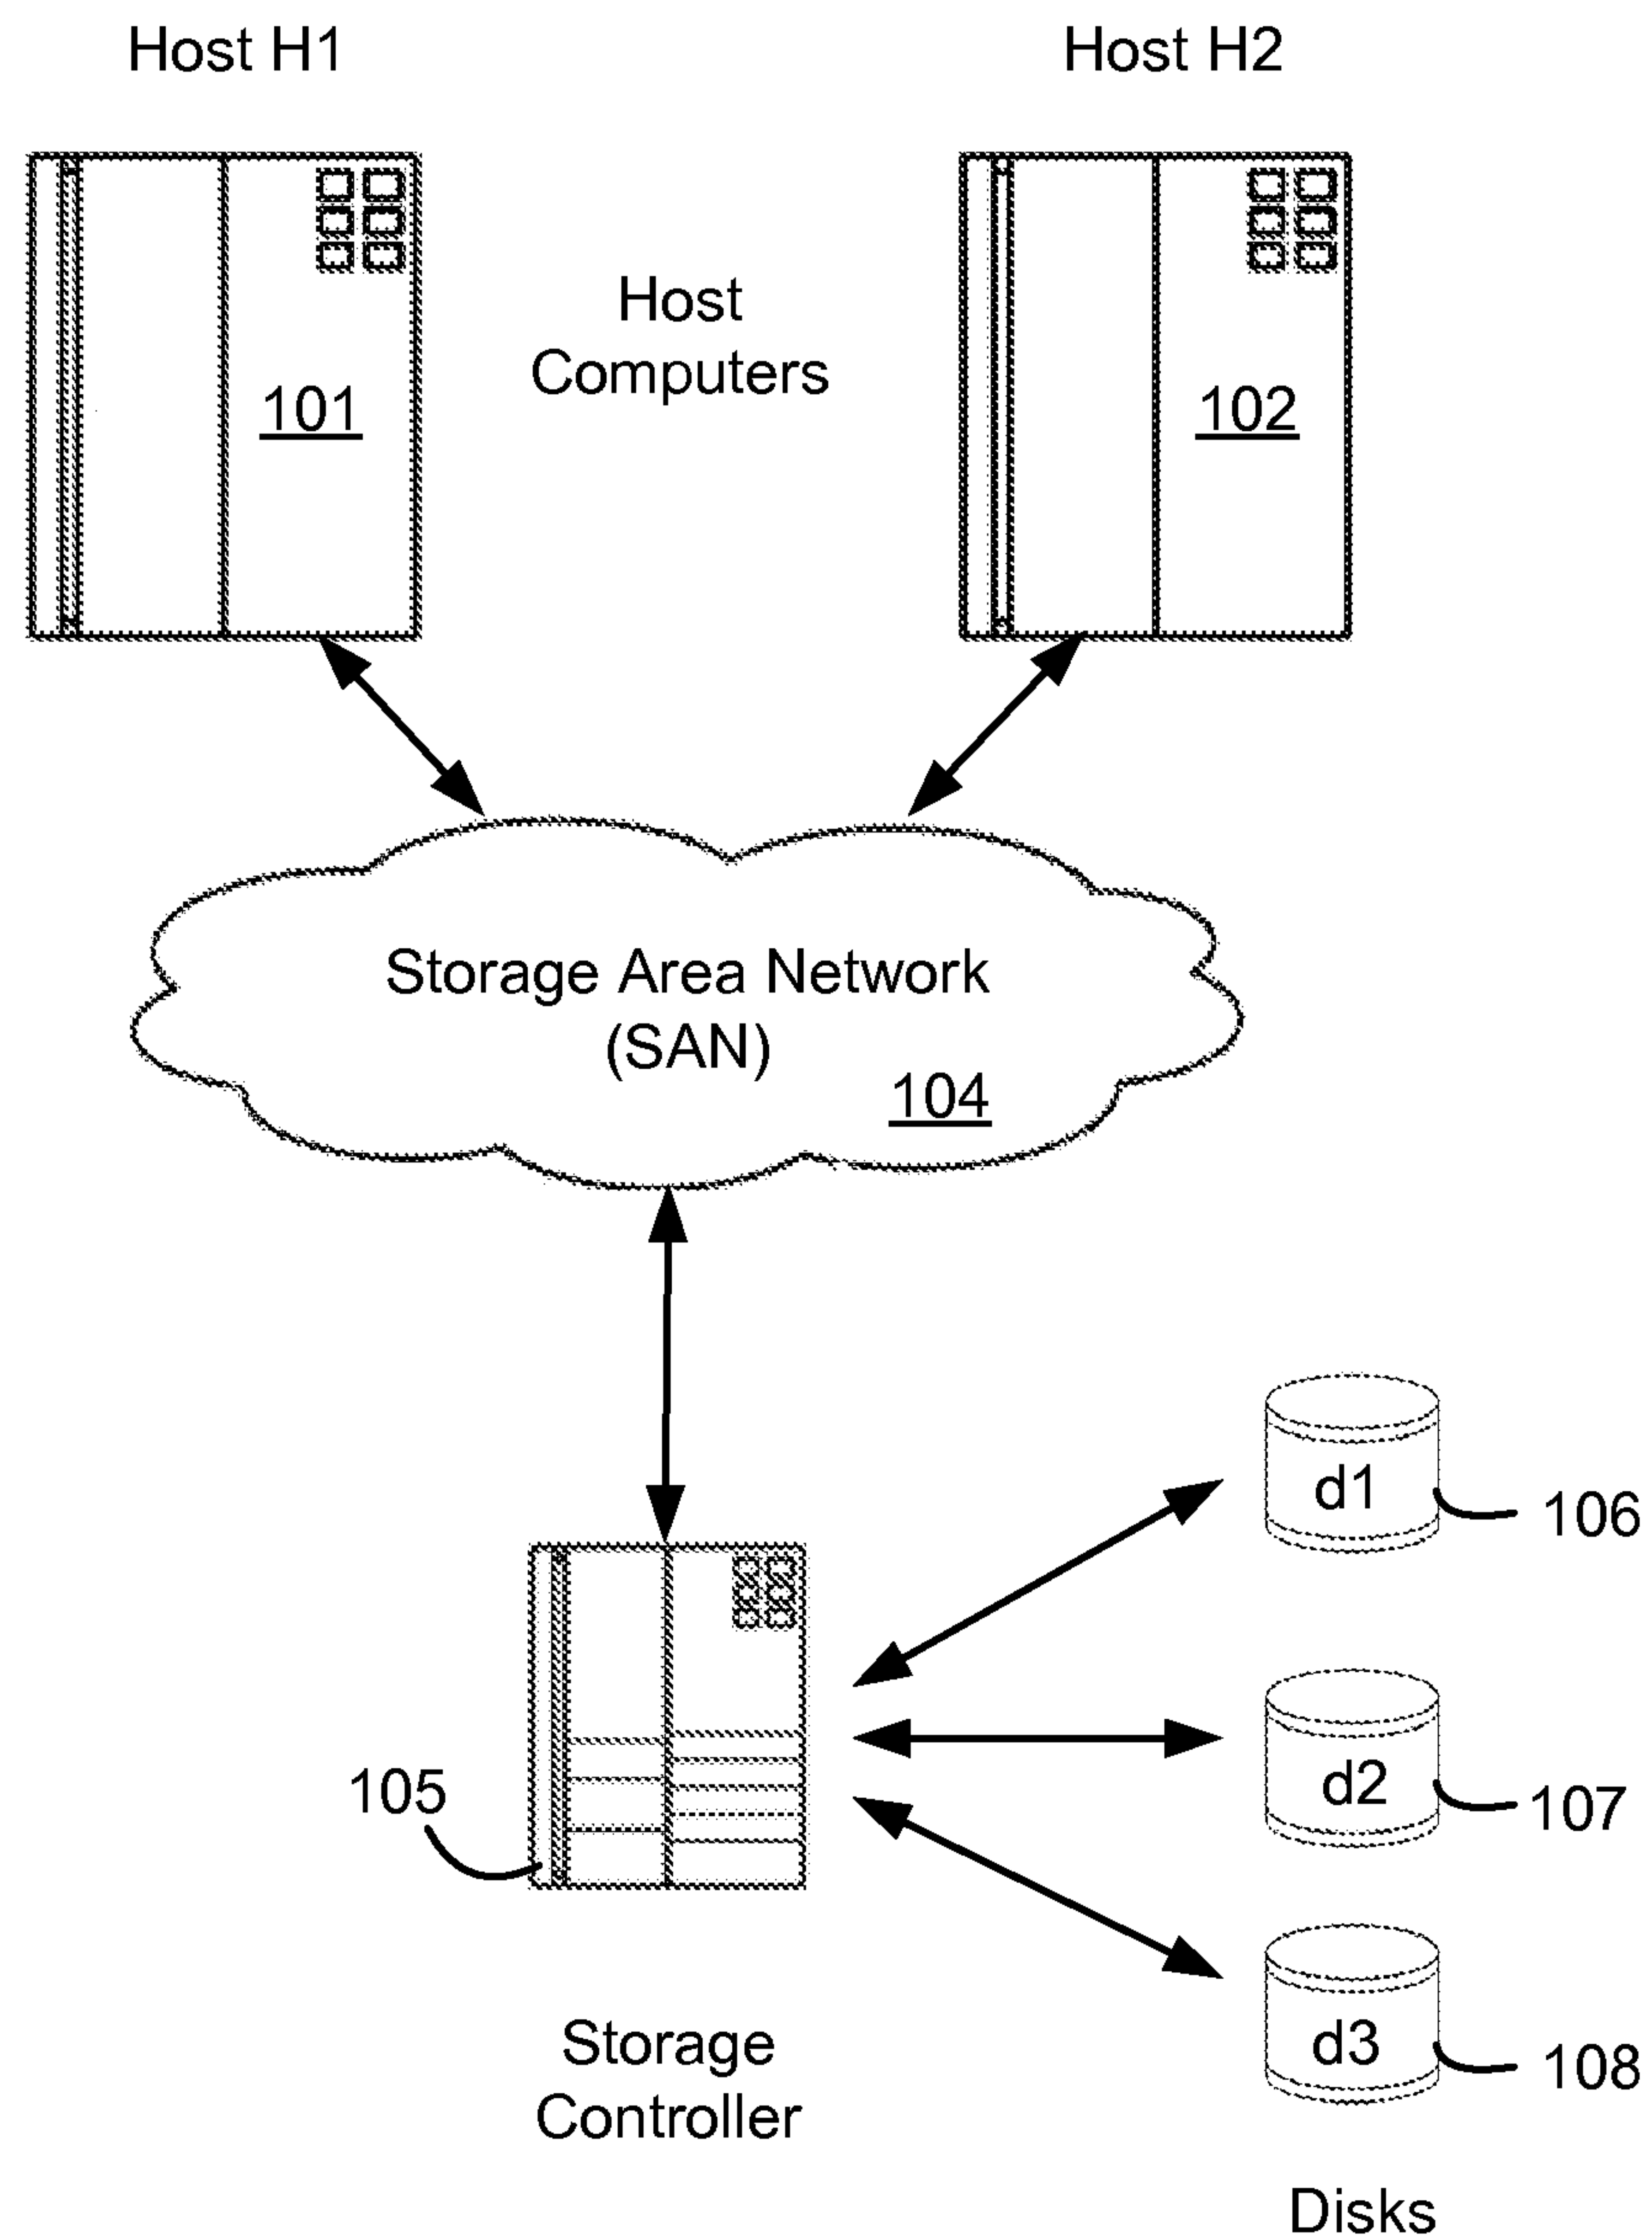 Host H1
Host H2
Host
Computers
101
102
Storage Area Network
(SAN)
104
d1
106
105
d2
107
d3
108
Storage
Controller
Disks